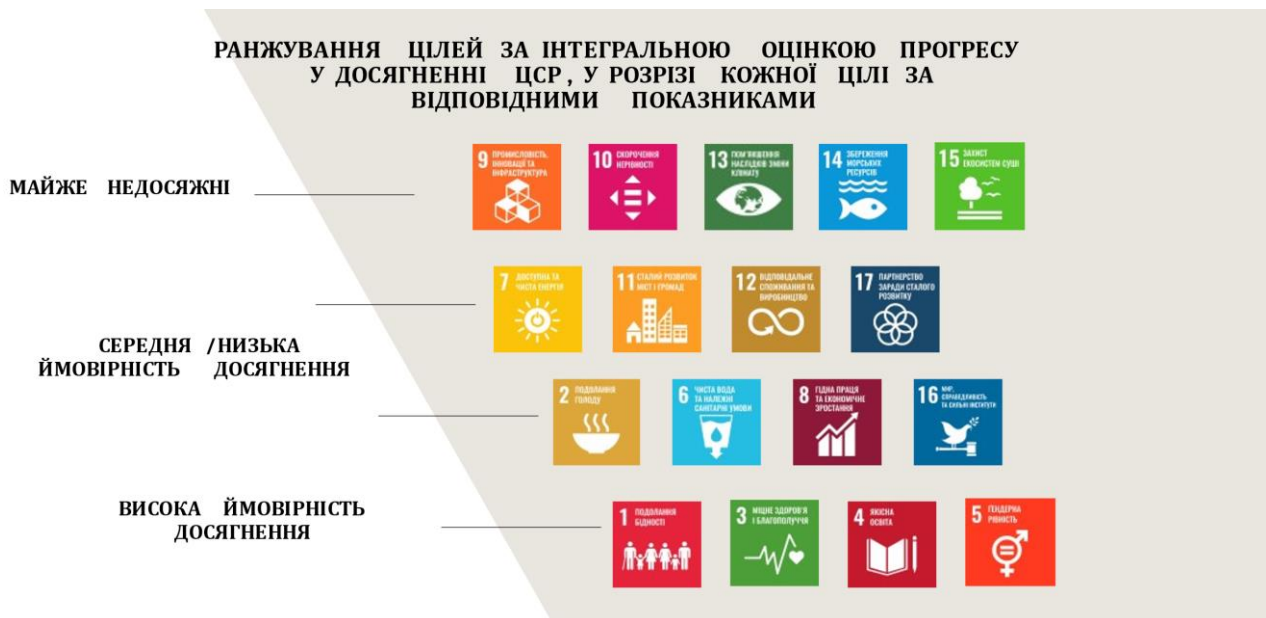 РАНЖУВАННЯ ЦІЛЕЙ ЗА ІНТЕГРАЛЬНОЮ ОЦІНКОЮ ПРОГРЕСУ
У ДОСЯГНЕННІ ЦСР, У РОЗРІЗІ КОЖНОЇ ЦІЛІ ЗА
ВІДПОВІДНИМИ ПОКАЗНИКАМИ
МАЙЖЕ НЕДОСЯЖНІ
9 ПРОМИСЛОВІСТЬ,
ІННОВАЦІЇ ТА
ІНФРАСТРУКТУРА
10 СКОРОЧЕННЯ
НЕРІВНОСТІ
13 ПОМ'ЯКШЕННЯ
НАСЛІДКІВ ЗМІНИ
КЛІМАТУ
14 ЗБЕРЕЖЕННЯ
МОРСЬКИХ
РЕСУРСІВ
15 ЗАХИСТ
ЕКОСИСТЕМ СУШІ
7 ДОСТУПНА ТА
ЧИСТА ЕНЕРГІЯ
11 СТАЛИЙ РОЗВИТОК
МІСТ І ГРОМАД
12 ВІДПОВІДАЛЬНЕ
СПОЖИВАННЯ ТА
ВИРОБНИЦТВО
17 ПАРТНЕРСТВО
ЗАРАДИ СТАЛОГО
РОЗВИТКУ
СЕРЕДНЯ /НИЗЬКА
ЙМОВІРНІСТЬ ДОСЯГНЕННЯ
2 ПОДОЛАННЯ
ГОЛОДУ
6 ЧИСТА ВОДА
ТА НАЛЕЖНІ
САНІТАРНІ УМОВИ
8 ГІДНА ПРАЦЯ
ТА ЕКОНОМІЧНЕ
ЗРОСТАННЯ
16 МИР,
СПРАВЕДЛИВІСТЬ
ТА СИЛЬНІ ІНСТИТУТИ
ВИСОКА ЙМОВІРНІСТЬ
ДОСЯГНЕННЯ
1 ПОДОЛАННЯ
БІДНОСТІ
3 МІЦНЕ ЗДОРОВ'Я
І БЛАГОПОЛУЧЧЯ
4 ЯКІСНА
ОСВІТА
5 ГЕНДЕРНА
РІВНІСТЬ